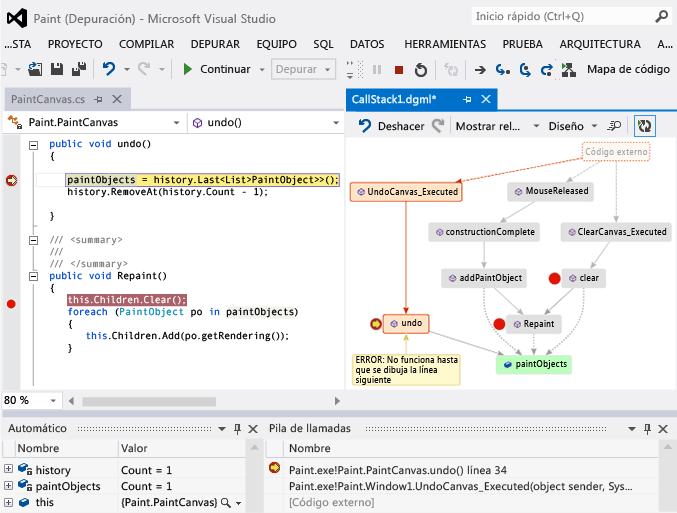 Paint (Depuración) - Microsoft Visual Studio
Inicio rápido (Ctrl+Q)
...STA PROYECTO COMPILAR DEPURAR EQUIPO SQL DATOS HERRAMIENTAS PRUEBA ARQUITECTURA A...
Continuar Depurar Mapa de código
PaintCanvas.cs
Paint.PaintCanvas undo()
public void undo()
{
paintObjects = history.Last<List>PaintObject>>();
history.RemoveAt(history.Count - 1);
}
/// <summary>
///
/// </summary>
public void Repaint()
{
this.Children.Clear();
foreach (PaintObject po in paintObjects)
{
this.Children.Add(po.getRendering());
}
80 %
CallStack1.dgml*
Deshacer Mostrar rel... Diseño
Código externo
UndoCanvas_Executed
MouseReleased
constructionComplete
ClearCanvas_Executed
addPaintObject
clear
undo
Repaint
ERROR: No funciona hasta
que se dibuja la línea
siguiente
paintObjects
Automático
Nombre Valor
history Count = 1
paintObjects Count = 1
this {Paint.PaintCanvas}
Pila de llamadas
Nombre
Paint.exe!Paint.PaintCanvas.undo() línea 34
Paint.exe!Paint.Window1.UndoCanvas_Executed(object sender, Sys...
[Código externo]